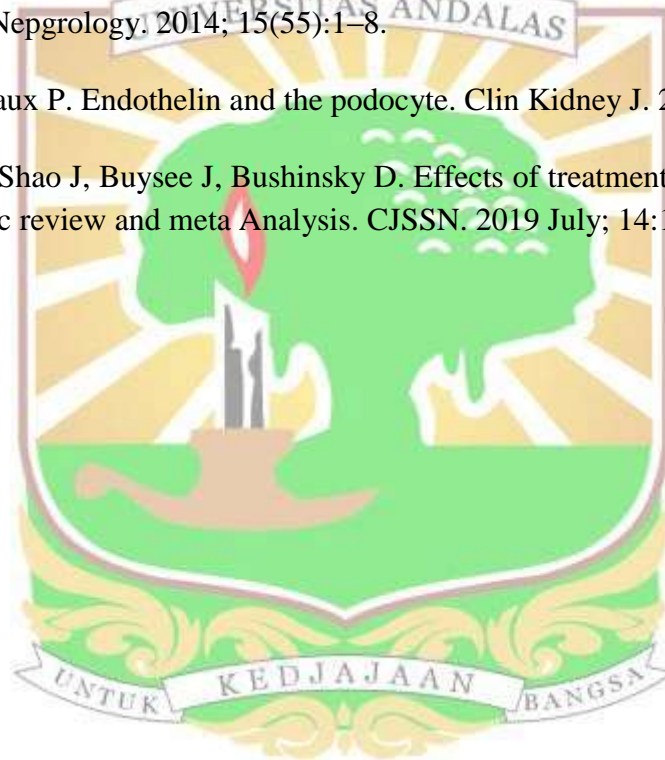 Nepgrology. 2014; 15(55):1–8.
UNIVERSITAS ANDALAS
aux P. Endothelin and the podocyte. Clin Kidney J. 2
Shao J, Buysee J, Bushinsky D. Effects of treatment
c review and meta Analysis. CJSSN. 2019 July; 14:1
UNTUK KEDJAJAAN BANGSA